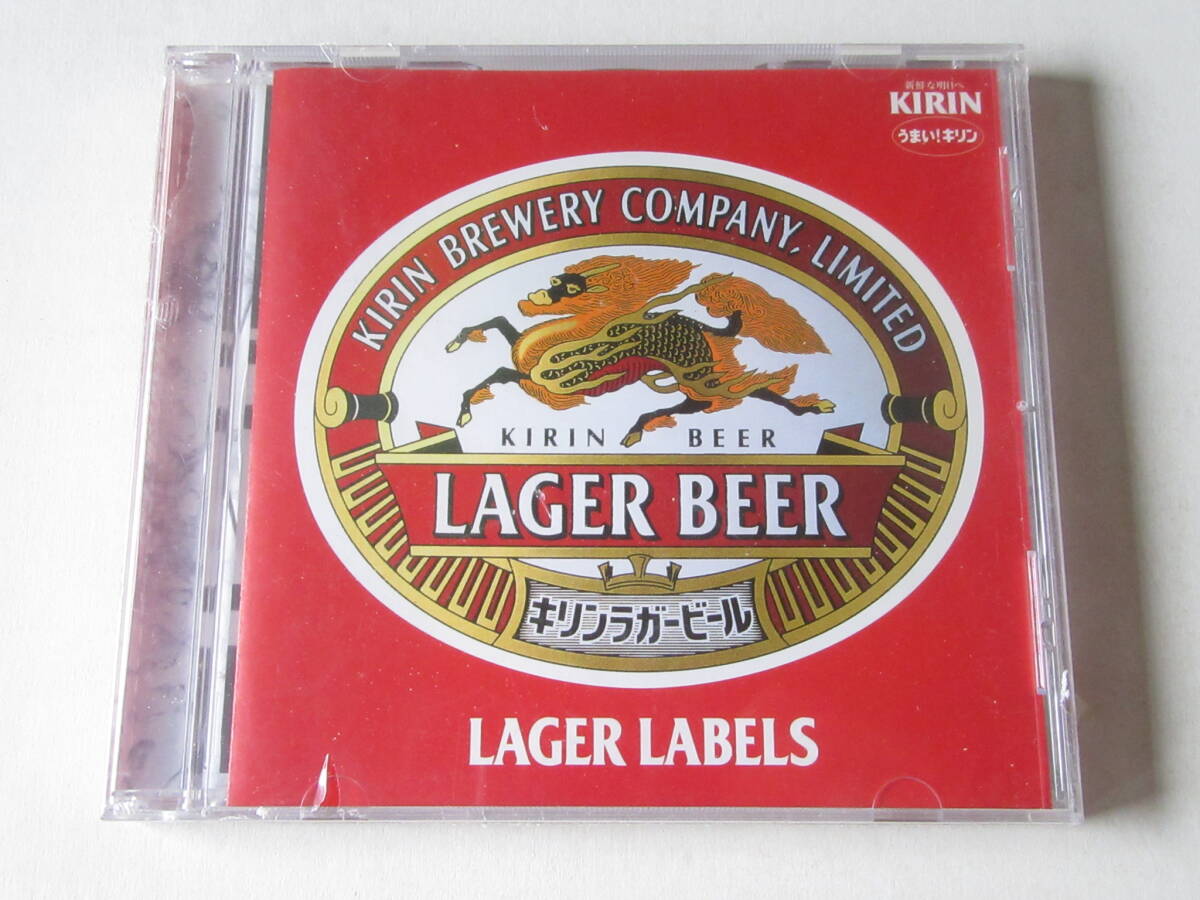 新鮮な明日へ
KIRIN
うまい!キリン
KIRIN BREWERY COMPANY, LIMITED
KIRIN BEER
LAGER BEER
キリンラガービール
LAGER LABELS